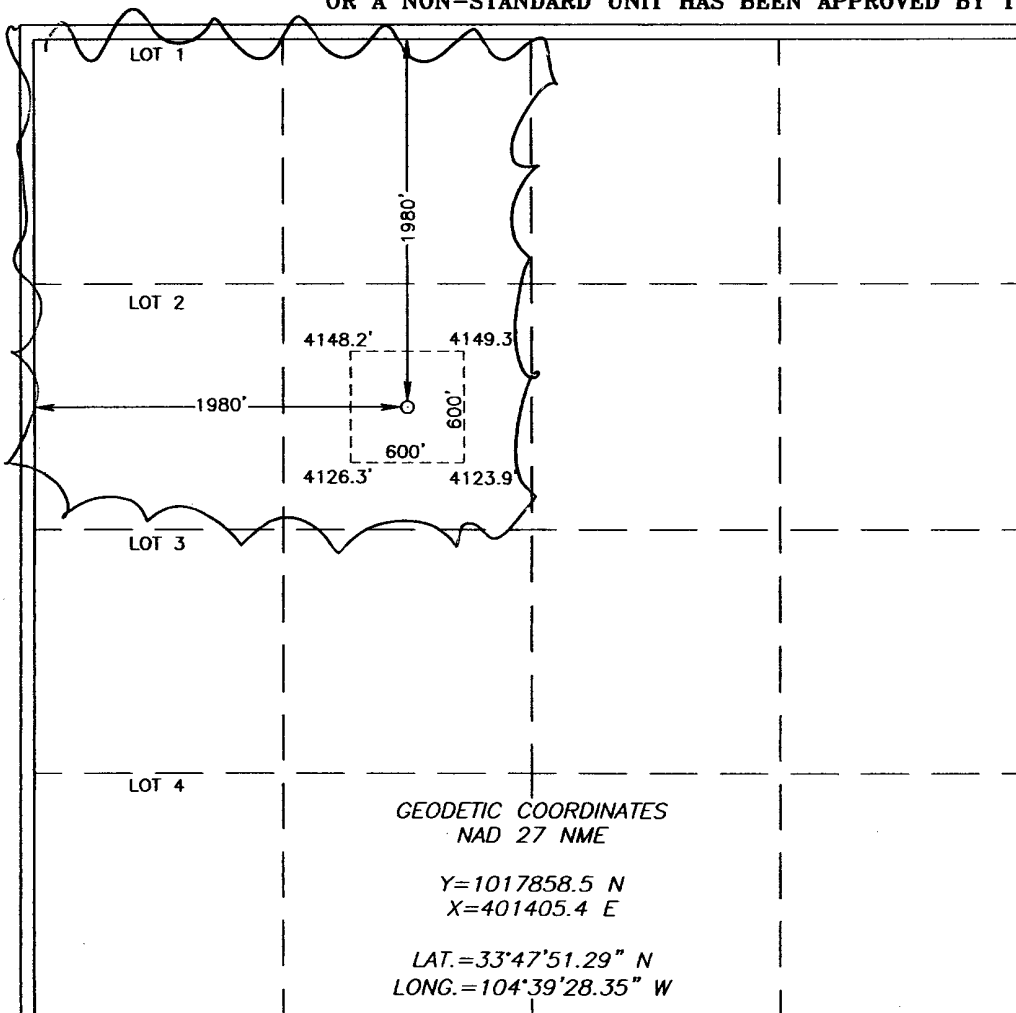 OR A NON-STANDARD UNIT HAS BEEN APPROVED BY
LOT 1
1980'
LOT 2
4148.2' 4149.3'
1980'
600'
600'
4126.3' 4123.9'
LOT 3
LOT 4
GEODETIC COORDINATES
NAD 27 NME
Y=1017858.5 N
X=401405.4 E
LAT.=33°47'51.29" N
LONG.=104°39'28.35" W